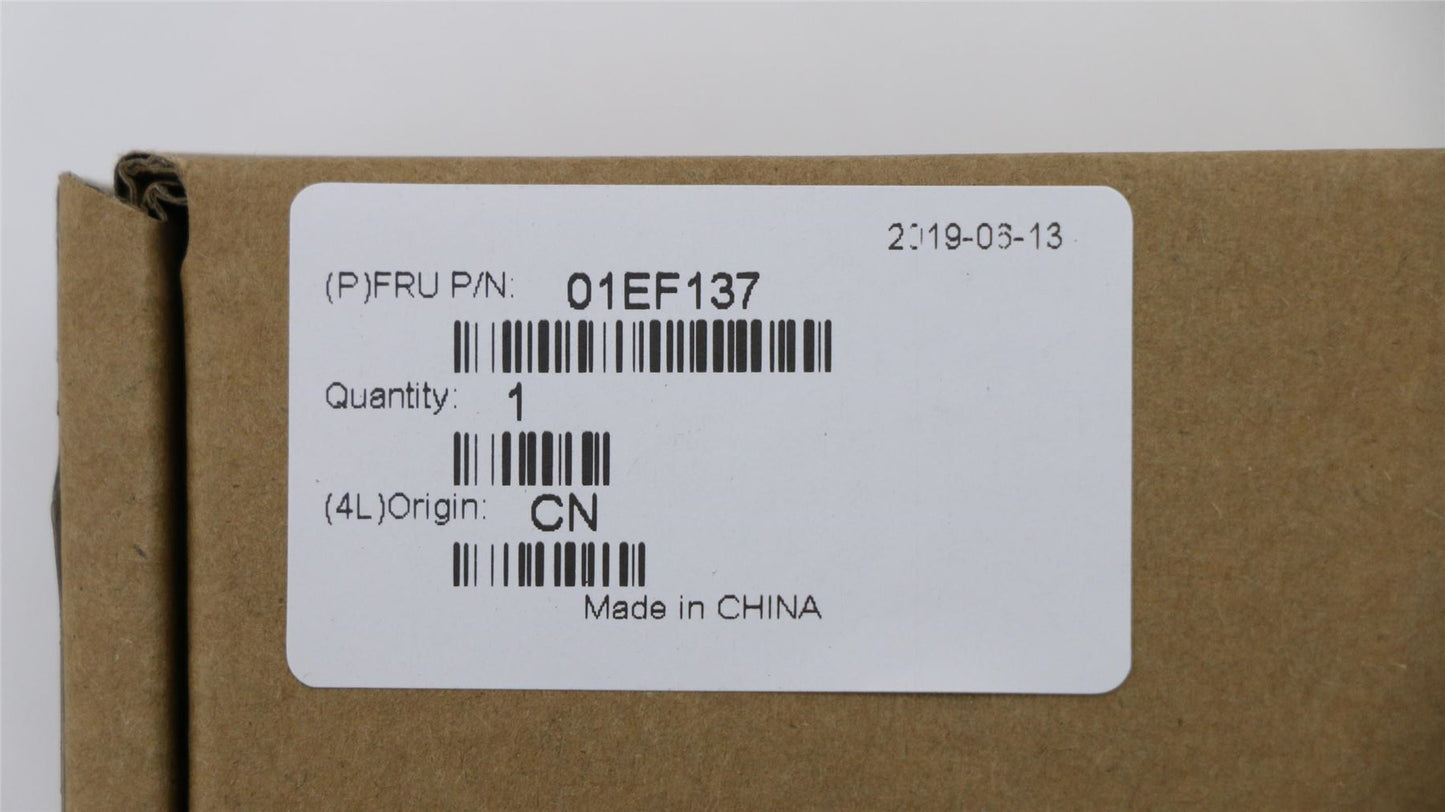 2019-06-13
(P)FRU P/N: 01EF137
Quantity: 1
(4L)Origin: CN
Made in CHINA